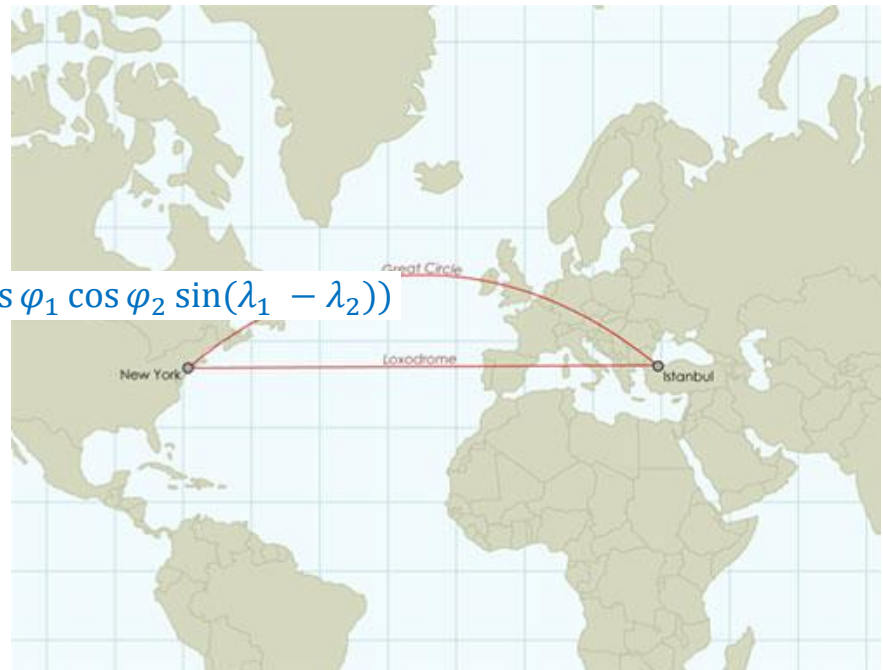 Great Circle
s φ₁ cos φ₂ sin(λ₁ − λ₂))
Loxodrome
New York
Istanbul